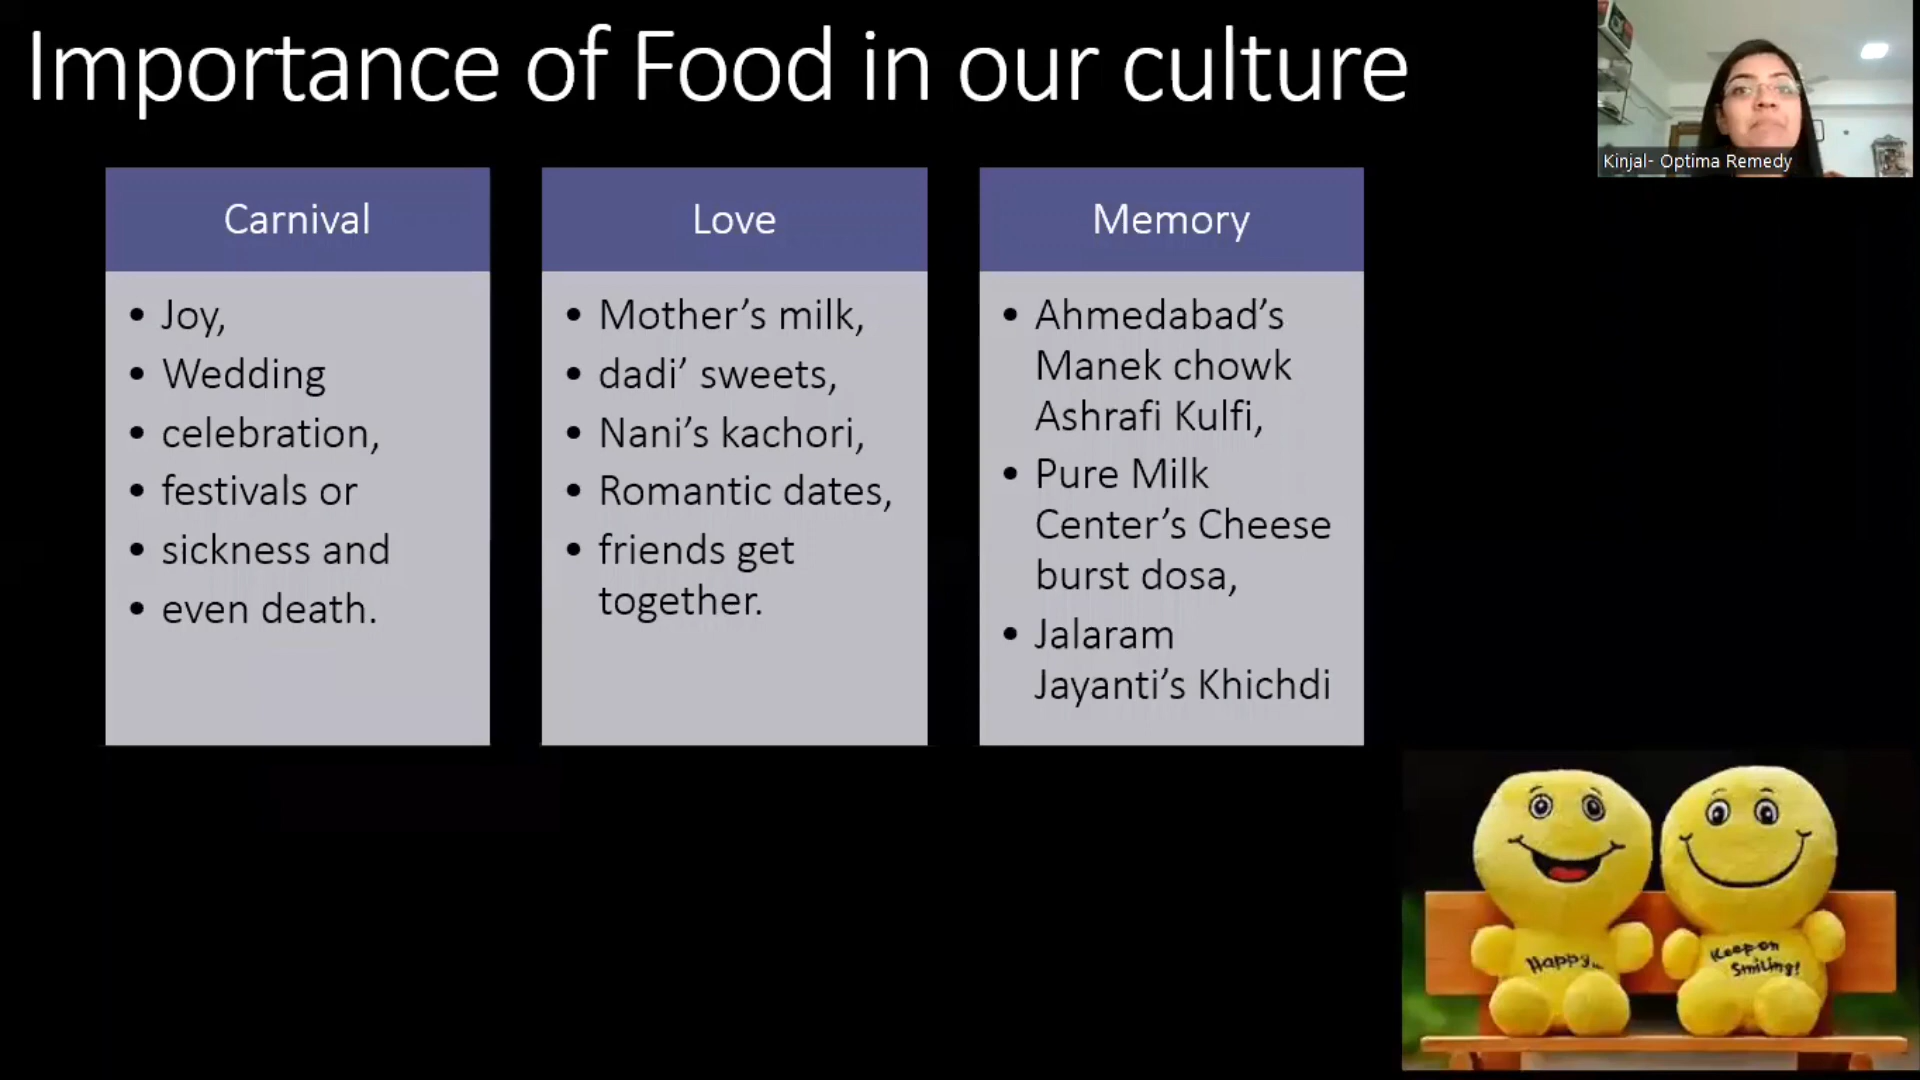 Importance of Food in our culture
Kinjal- Optima Remedy
Carnival
• Joy,
• Wedding
• celebration,
• festivals or
• sickness and
• even death.
Love
• Mother’s milk,
• dadi’ sweets,
• Nani’s kachori,
• Romantic dates,
• friends get
together.
Memory
• Ahmedabad’s
Manek chowk
Ashrafi Kulfi,
• Pure Milk
Center’s Cheese
burst dosa,
• Jalaram
Jayanti’s Khichdi
Happy..
Keep on
Smiling!